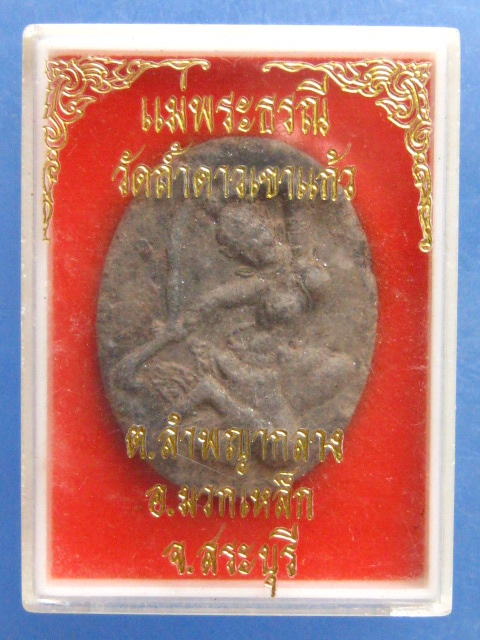 แม่พระธรณี
วัดถ้ำดาวเขาแก้ว
ต.ลำพญากลาง
อ.มวกเหล็ก
จ.สระบุรี